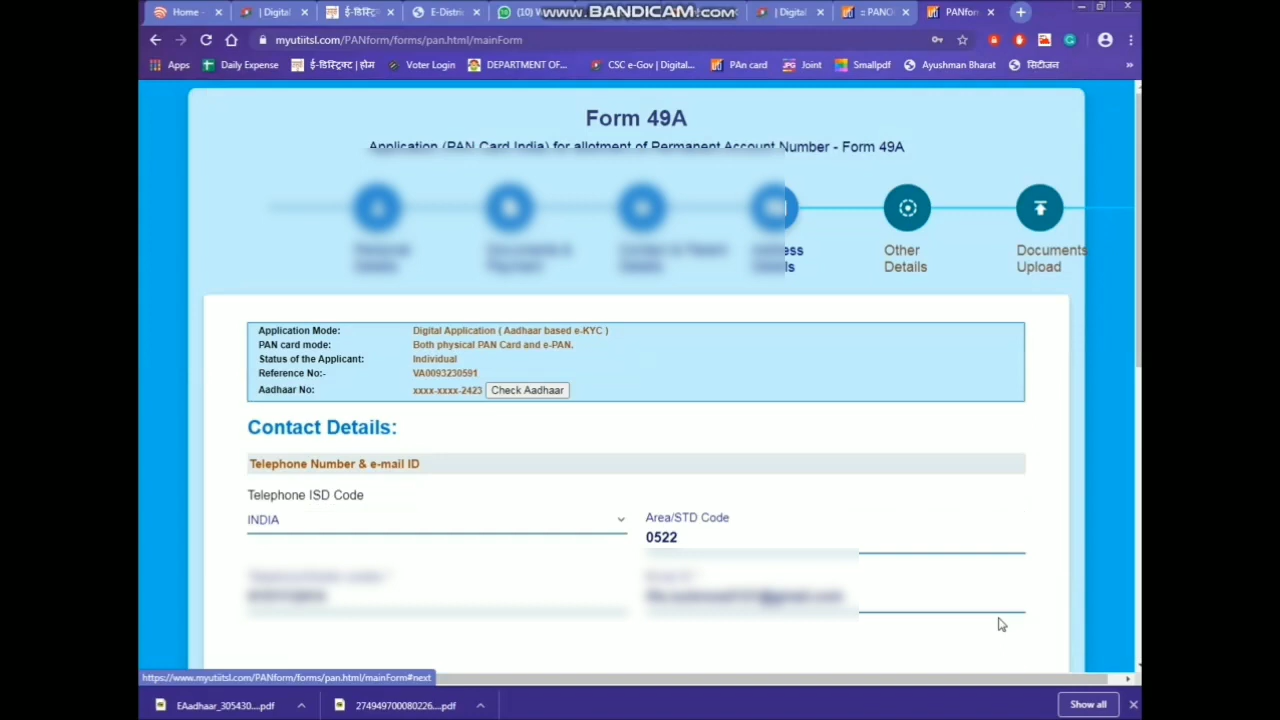 Home
| Digital
ई-डिस्ट्रि
E-Distri
(10) W
www.BANDICAM.com
| Digital
:: PANO
PANfor
myutiitsl.com/PANform/forms/pan.html/mainForm
Apps
Daily Expense
ई-डिस्ट्रिक्ट | होम
Voter Login
DEPARTMENT OF...
CSC e-Gov | Digital...
PAn card
Joint
Smallpdf
Ayushman Bharat
सिटीजन
»
Form 49A
Application (PAN Card India) for allotment of Permanent Account Number - Form 49A
Other Details
Documents Upload
Application Mode: Digital Application ( Aadhaar based e-KYC )
PAN card mode: Both physical PAN Card and e-PAN.
Status of the Applicant: Individual
Reference No:- VA0093230591
Aadhaar No: xxxx-xxxx-2423 Check Aadhaar
Contact Details:
Telephone Number & e-mail ID
Telephone ISD Code
INDIA
Area/STD Code
0522
https://www.myutiitsl.com/PANform/forms/pan.html/mainForm#next
EAadhaar_305430....pdf
274949700080226....pdf
Show all